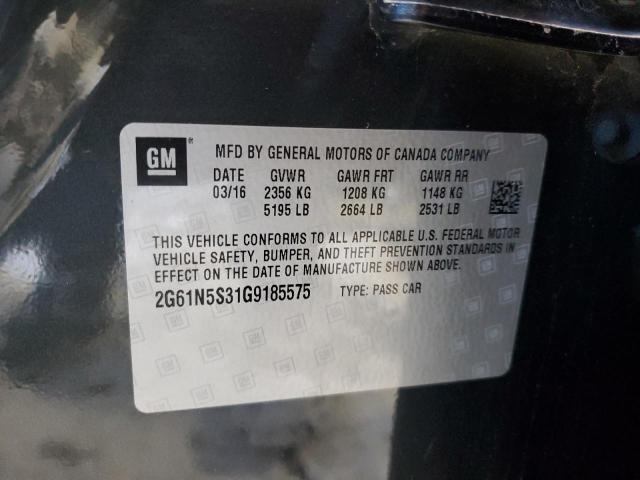 GM ®
MFD BY GENERAL MOTORS OF CANADA COMPANY
DATE GVWR GAWR FRT GAWR RR
03/16 2356 KG 1208 KG 1148 KG
5195 LB 2664 LB 2531 LB
THIS VEHICLE CONFORMS TO ALL APPLICABLE U.S. FEDERAL MOTOR
VEHICLE SAFETY, BUMPER, AND THEFT PREVENTION STANDARDS IN
EFFECT ON THE DATE OF MANUFACTURE SHOWN ABOVE.
2G61N5S31G9185575 TYPE: PASS CAR